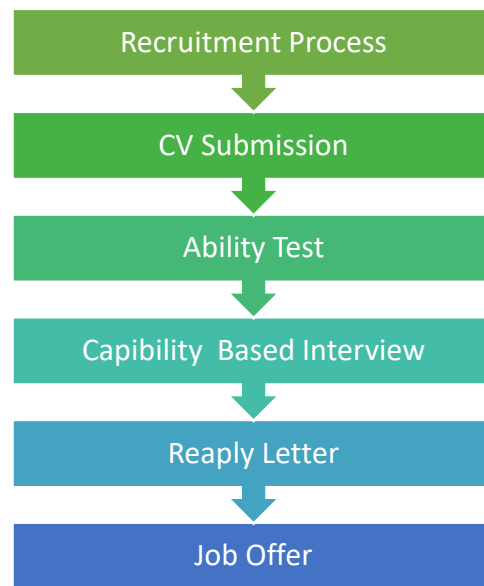 Recruitment Process
CV Submission
Ability Test
Capibility  Based Interview
Reaply Letter
Job Offer